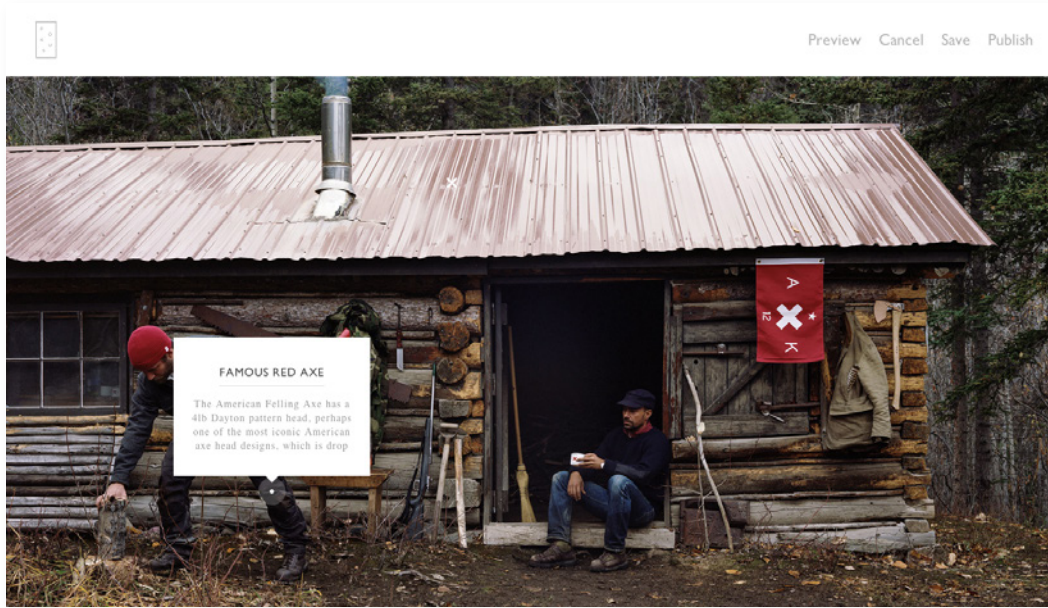 Preview Cancel Save Publish
A
12
K
FAMOUS RED AXE
The American Felling Axe has a
4lb Dayton pattern head, perhaps
one of the most iconic American
axe head designs, which is drop